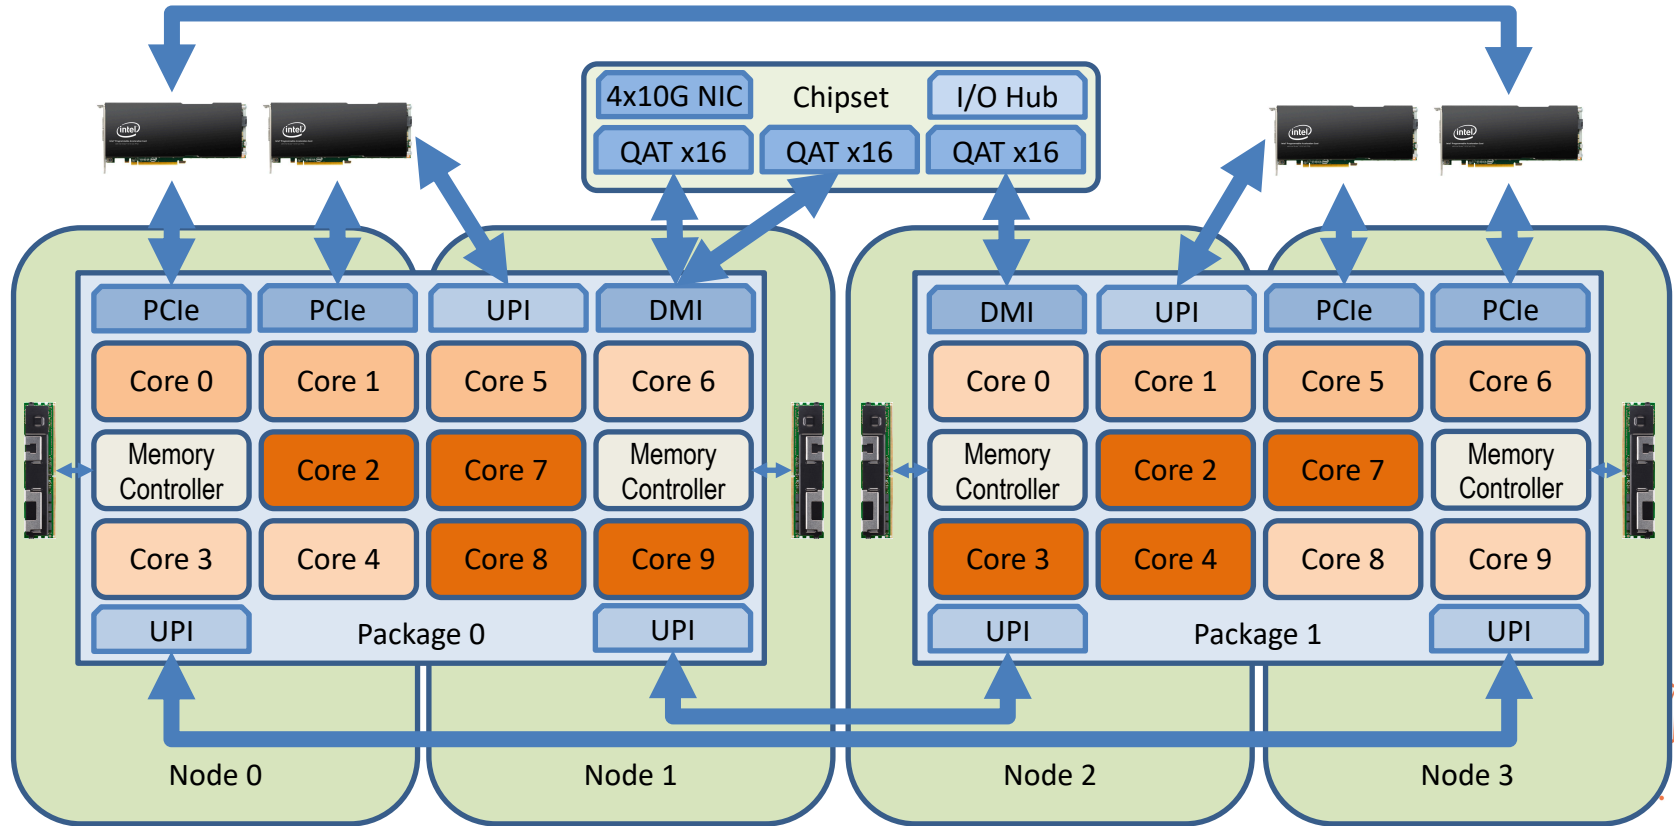 4x10G NIC Chipset I/O Hub
QAT x16 QAT x16 QAT x16
intel intel intel intel
PCIe PCIe UPI DMI DMI UPI PCIe PCIe
Core 0 Core 1 Core 5 Core 6 Core 0 Core 1 Core 5 Core 6
Memory Controller Core 2 Core 7 Memory Controller Memory Controller Core 2 Core 7 Memory Controller
Core 3 Core 4 Core 8 Core 9 Core 3 Core 4 Core 8 Core 9
UPI Package 0 UPI UPI Package 1 UPI
Node 0 Node 1 Node 2 Node 3